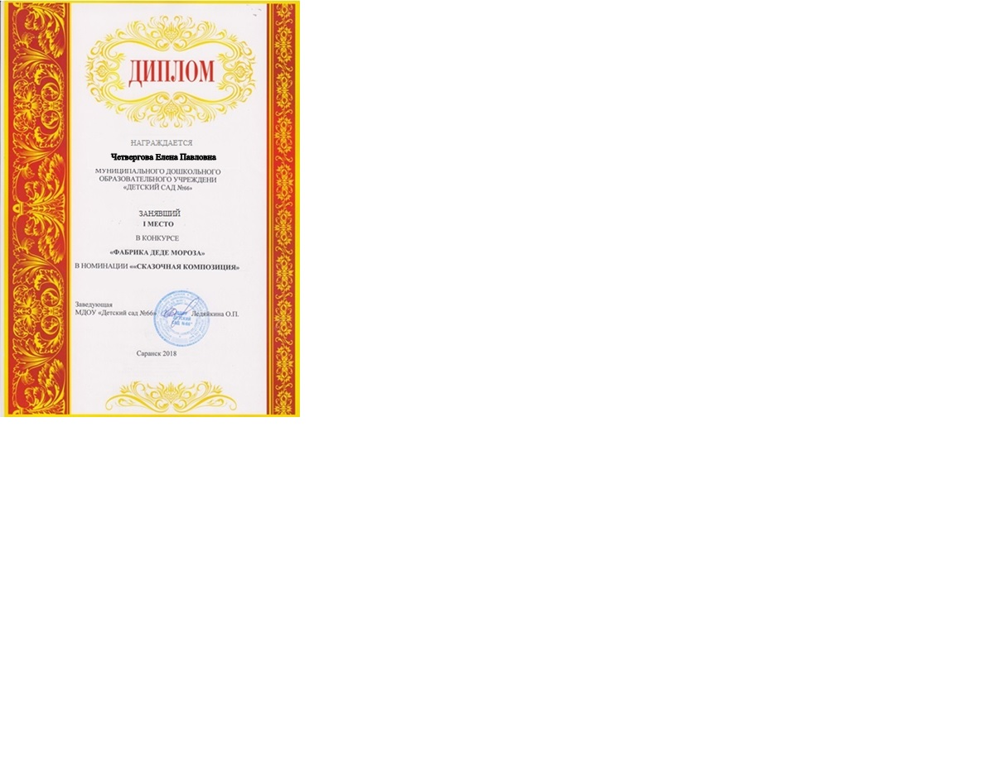 ДИПЛОМ
НАГРАЖДАЕТСЯ
Четвергова Елена Павловна
МУНИЦИПАЛЬНОГО ДОШКОЛЬНОГО
ОБРАЗОВАТЕЛБНОГО УЧРЕЖДЕНИ
«ДЕТСКИЙ САД №66»
ЗАНЯВШИЙ
I МЕСТО
В КОНКУРСЕ
«ФАБРИКА ДЕДЕ МОРОЗА»
В НОМИНАЦИИ ««СКАЗОЧНАЯ КОМПОЗИЦИЯ»
Заведующая
МДОУ «Детский сад №66» Ледяйкина О.П.
Саранск 2018